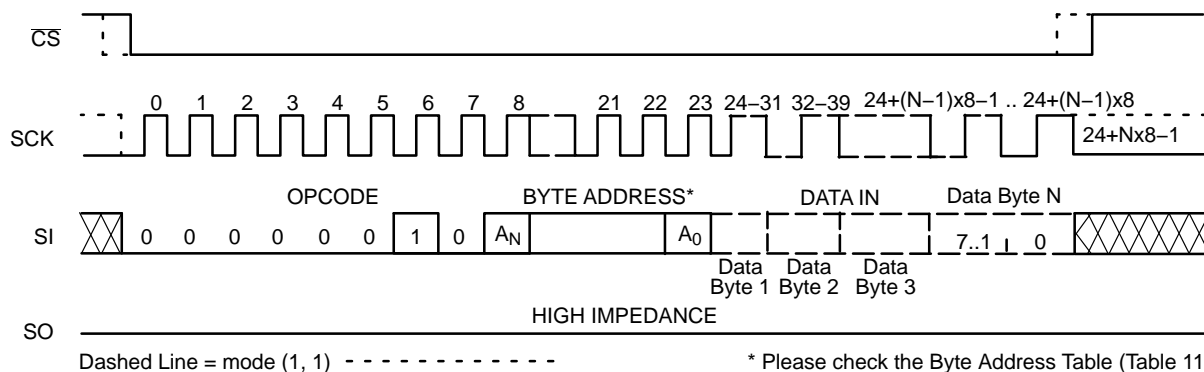 CS
0 1 2 3 4 5 6 7 8 21 22 23 24–31 32–39 24+(N–1)x8–1 .. 24+(N–1)x8
SCK
24+Nx8–1
OPCODE BYTE ADDRESS* DATA IN Data Byte N
SI
0 0 0 0 0 0 1 0 AN A0 7..1 0
Data Byte 1
Data Byte 2
Data Byte 3
HIGH IMPEDANCE
SO
Dashed Line = mode (1, 1)
* Please check the Byte Address Table (Table 11